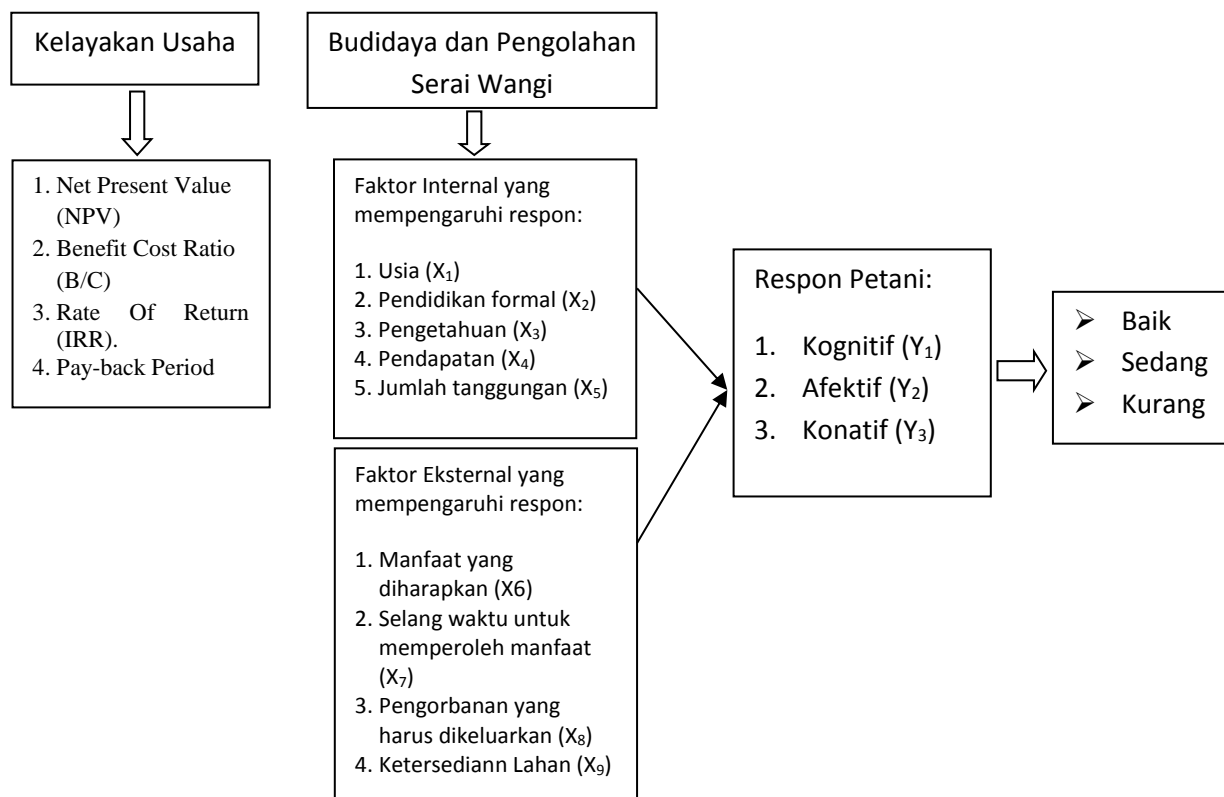 Kelayakan Usaha
Budidaya dan Pengolahan
Serai Wangi
1. Net Present Value
(NPV)
2. Benefit Cost Ratio
(B/C)
3. Rate Of Return
(IRR).
4. Pay-back Period
Faktor Internal yang
mempengaruhi respon:
1. Usia (X₁)
2. Pendidikan formal (X₂)
3. Pengetahuan (X₃)
4. Pendapatan (X₄)
5. Jumlah tanggungan (X₅)
Faktor Eksternal yang
mempengaruhi respon:
1. Manfaat yang
diharapkan (X6)
2. Selang waktu untuk
memperoleh manfaat
(X₇)
3. Pengorbanan yang
harus dikeluarkan (X₈)
4. Ketersediann Lahan (X₉)
Respon Petani:
1. Kognitif (Y₁)
2. Afektif (Y₂)
3. Konatif (Y₃)
➢ Baik
➢ Sedang
➢ Kurang